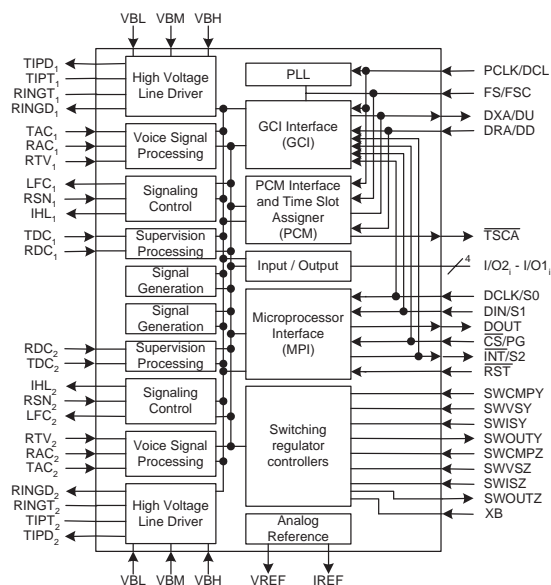 VBL VBM VBH
TIPD1
TIPT1
RINGT1
RINGD1
TAC1
RAC1
RTV1
LFC1
RSN1
IHL1
TDC1
RDC1
RDC2
TDC2
IHL2
RSN2
LFC2
RTV2
RAC2
TAC2
RINGD2
RINGT2
TIPT2
TIPD2
High Voltage
Line Driver
Voice Signal
Processing
Signaling
Control
Supervision
Processing
Signal
Generation
Signal
Generation
Supervision
Processing
Signaling
Control
Voice Signal
Processing
High Voltage
Line Driver
PLL
GCI Interface
(GCI)
PCM Interface
and Time Slot
Assigner
(PCM)
Input / Output
Microprocessor
Interface
(MPI)
Switching
regulator
controllers
Analog
Reference
PCLK/DCL
FS/FSC
DXA/DU
DRA/DD
TSCA
4
I/O2i - I/O1i
DCLK/S0
DIN/S1
DOUT
CS/PG
INT/S2
RST
SWCMPY
SWVSY
SWISY
SWOUTY
SWCMPZ
SWVSZ
SWISZ
SWOUTZ
XB
VBL VBM VBH
VREF IREF